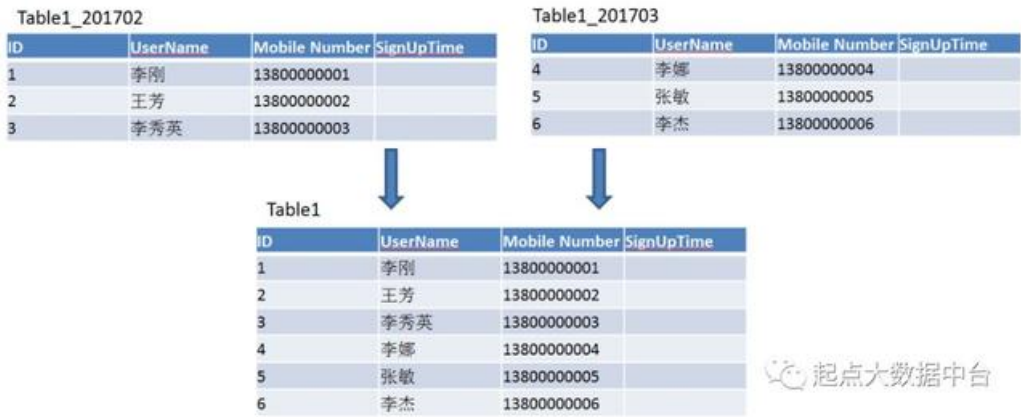 Table1_201702
ID UserName Mobile Number SignUpTime
1 李刚 13800000001
2 王芳 13800000002
3 李秀英 13800000003
Table1_201703
ID UserName Mobile Number SignUpTime
4 李娜 13800000004
5 张敏 13800000005
6 李杰 13800000006
Table1
ID UserName Mobile Number SignUpTime
1 李刚 13800000001
2 王芳 13800000002
3 李秀英 13800000003
4 李娜 13800000004
5 张敏 13800000005
6 李杰 13800000006
起点大数据中台